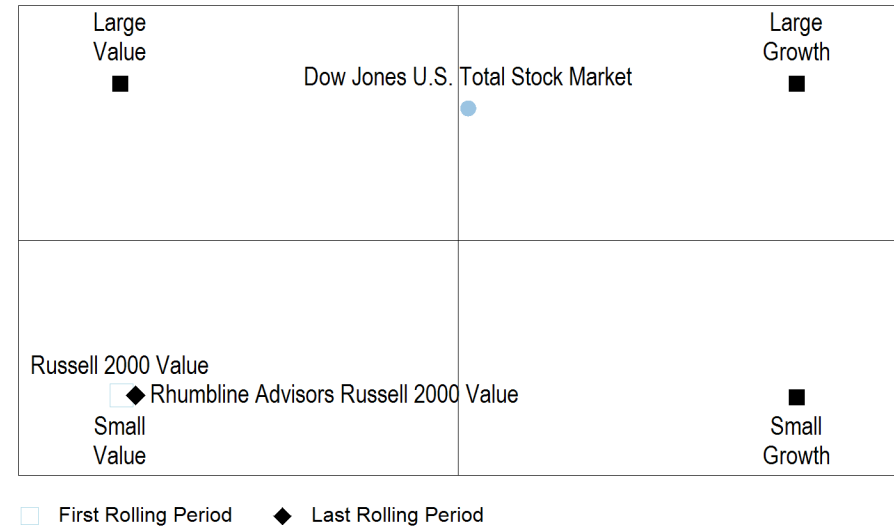 Large
Value
Large
Growth
Dow Jones U.S. Total Stock Market
Russell 2000 Value
Rhumbline Advisors Russell 2000 Value
Small
Value
Small
Growth
First Rolling Period
Last Rolling Period